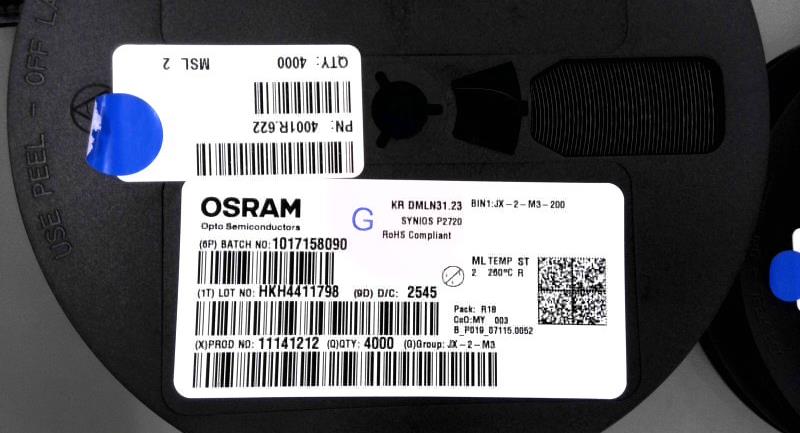 USE PEEL - OFF LA
QTY: 4000 MSL 2
PN: 4001R.622
OSRAM
Opto Semiconductors
G
KR DMLN31.23 BIN1:JX-2-M3-200
SYNIOS P2720
RoHS Compliant
(6P) BATCH NO: 1017158090
ML TEMP ST
2 260°C R
(1T) LOT NO: HKH4411798 (9D) D/C: 2545
Pack: R18
CoO:MY 003
B_P019_07115.0052
(X)PROD NO: 11141212 (Q)QTY: 4000 (G)Group: JX-2-M3